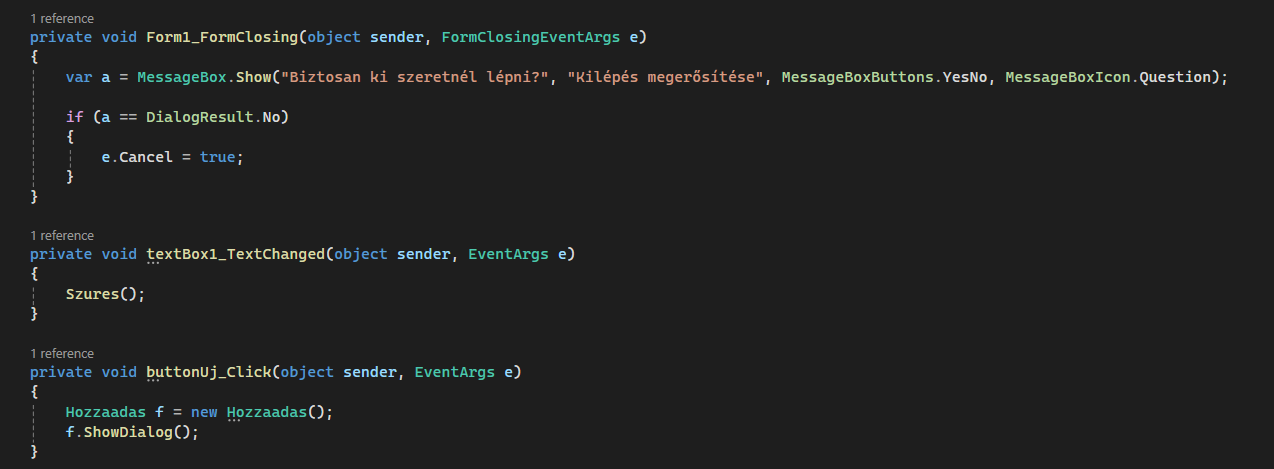 1 reference
private void Form1_FormClosing(object sender, FormClosingEventArgs e)
{
    var a = MessageBox.Show("Biztosan ki szeretnél lépni?", "Kilépés megerősítése", MessageBoxButtons.YesNo, MessageBoxIcon.Question);

    if (a == DialogResult.No)
    {
        e.Cancel = true;
    }
}

1 reference
private void textBox1_TextChanged(object sender, EventArgs e)
{
    Szures();
}

1 reference
private void buttonUj_Click(object sender, EventArgs e)
{
    Hozzaadas f = new Hozzaadas();
    f.ShowDialog();
}